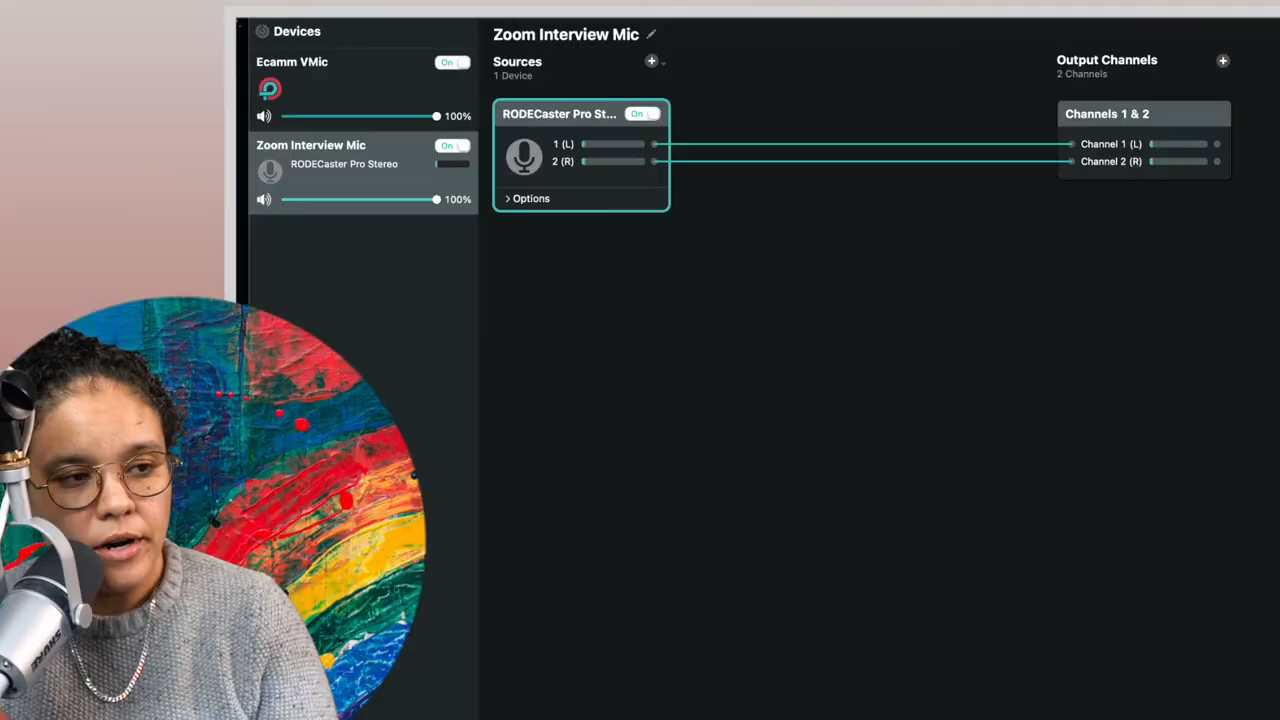 Devices
Ecamm VMic
On
100%
Zoom Interview Mic
On
RODECaster Pro Stereo
100%
Zoom Interview Mic
Sources
1 Device
RODECaster Pro St...
On
1 (L)
2 (R)
Options
Output Channels
2 Channels
Channels 1 & 2
Channel 1 (L)
Channel 2 (R)
SHURE